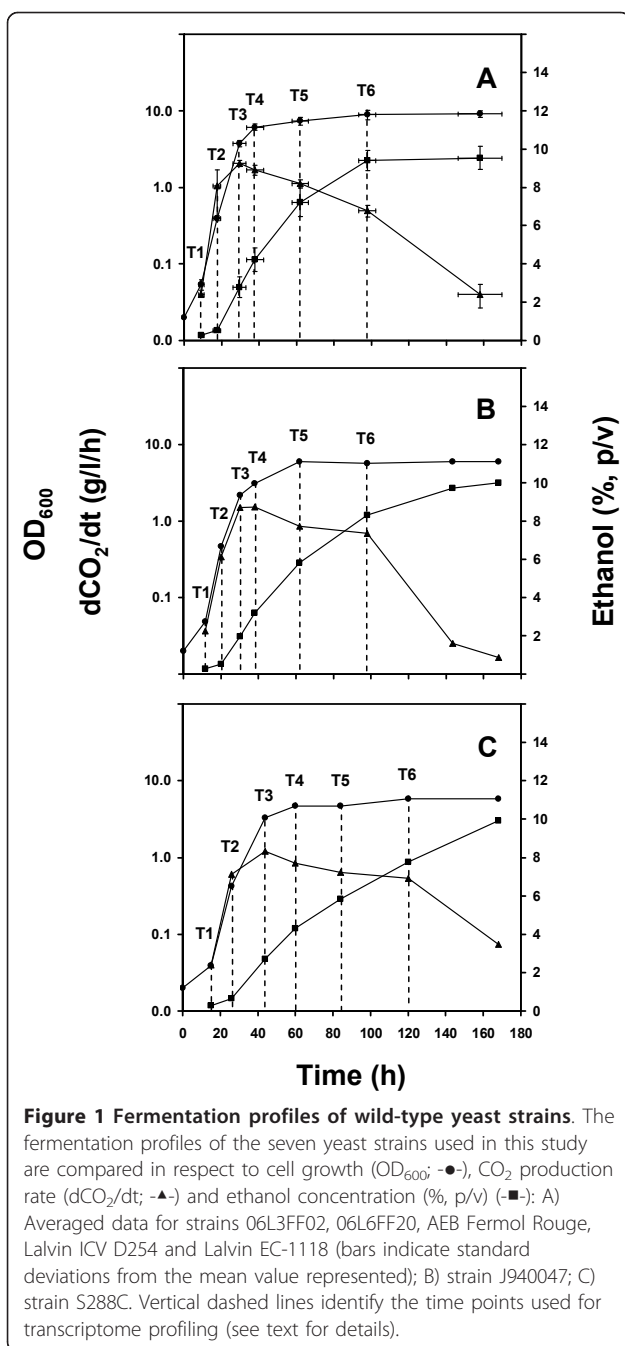 A
16
14
12
10
8
6
4
2
0
10.0
1.0
0.1
0.0
T1
T2
T3
T4
T5
T6
B
14
12
10
8
6
4
2
10.0
1.0
0.1
T1
T2
T3
T4
T5
T6
OD600
dCO2/dt (g/l/h)
Ethanol (%, p/v)
C
14
12
10
8
6
4
2
0
10.0
1.0
0.1
0.0
T1
T2
T3
T4
T5
T6
0 20 40 60 80 100 120 140 160 180
Time (h)
Figure 1 Fermentation profiles of wild-type yeast strains. The
fermentation profiles of the seven yeast strains used in this study
are compared in respect to cell growth (OD600; -●-), CO2 production
rate (dCO2/dt; -▲-) and ethanol concentration (%, p/v) (-■-): A)
Averaged data for strains 06L3FF02, 06L6FF20, AEB Fermol Rouge,
Lalvin ICV D254 and Lalvin EC-1118 (bars indicate standard
deviations from the mean value represented); B) strain J940047; C)
strain S288C. Vertical dashed lines identify the time points used for
transcriptome profiling (see text for details).